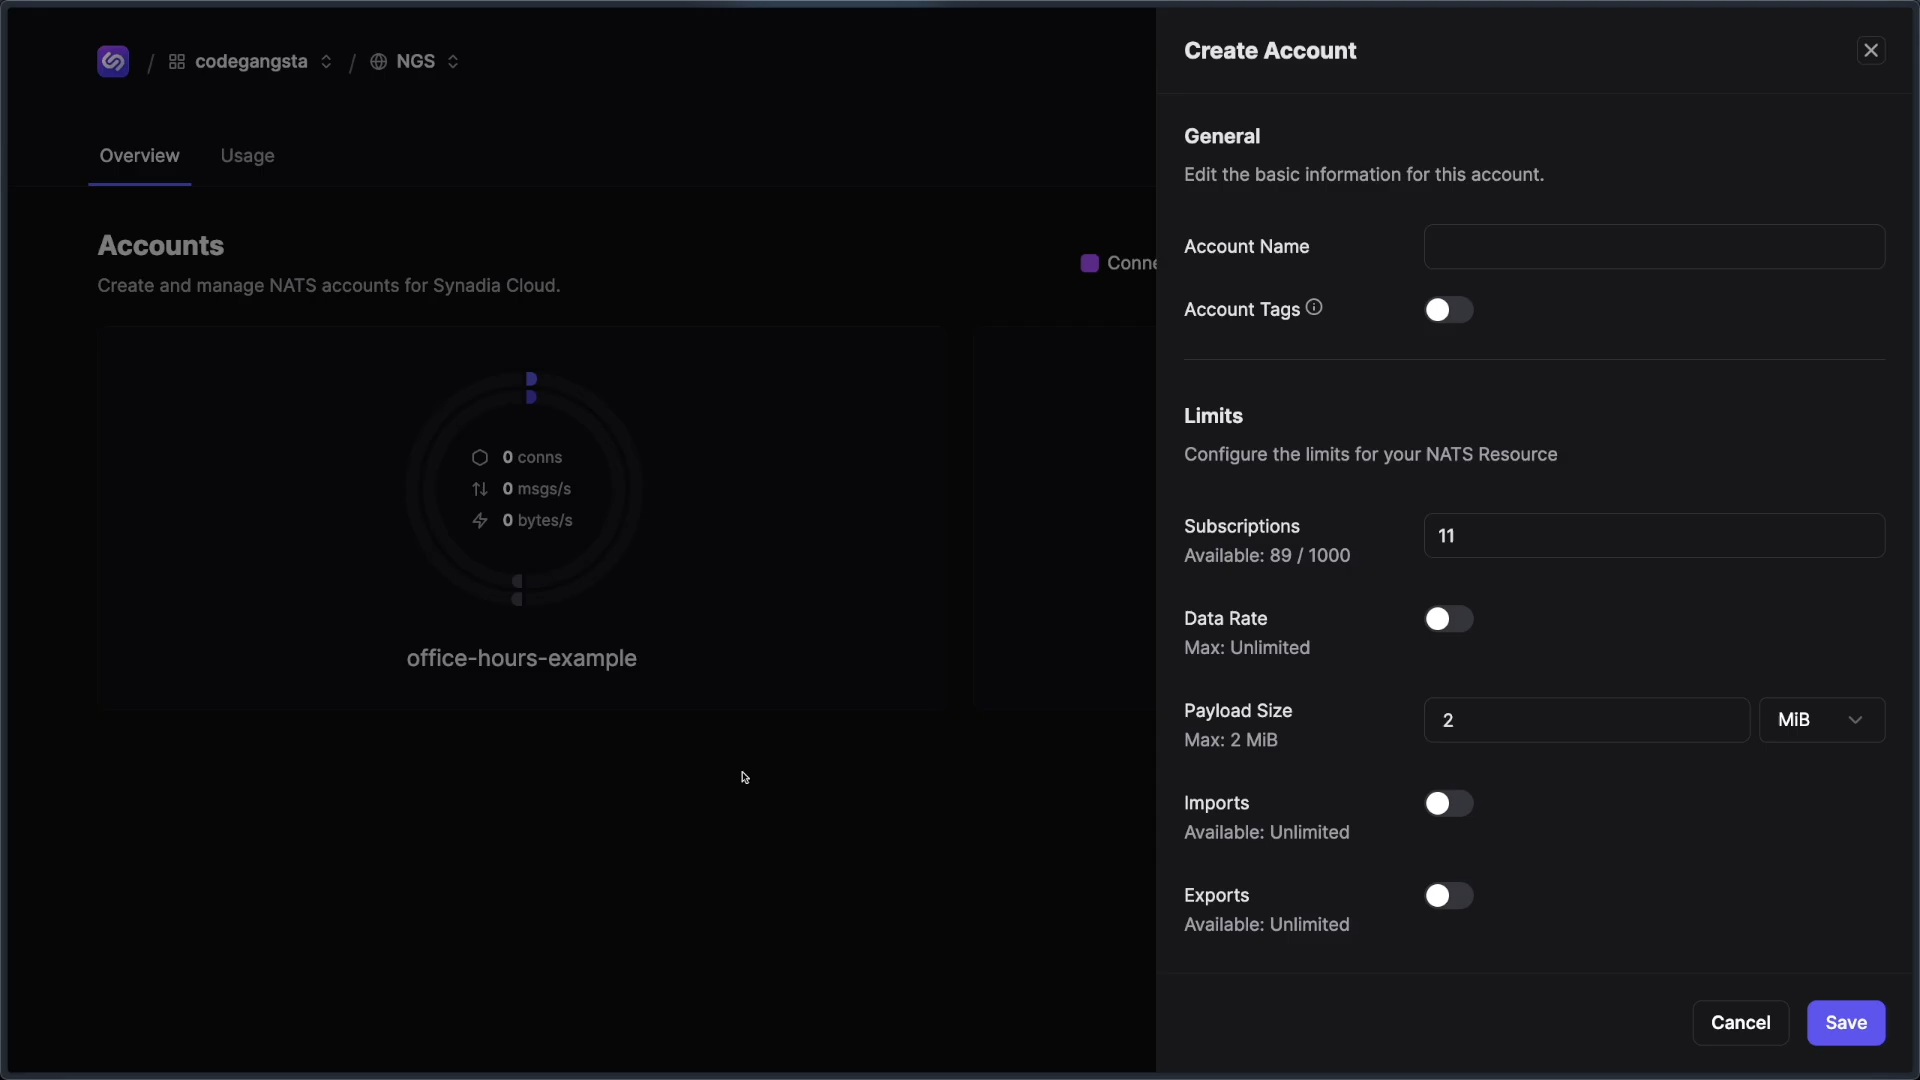 / codegangsta / NGS
Overview Usage
Accounts
Create and manage NATS accounts for Synadia Cloud.
Conne
0 conns
0 msgs/s
0 bytes/s
office-hours-example
Create Account
General
Edit the basic information for this account.
Account Name
Account Tags
Limits
Configure the limits for your NATS Resource
Subscriptions
Available: 89 / 1000
11
Data Rate
Max: Unlimited
Payload Size
Max: 2 MiB
2 MiB
Imports
Available: Unlimited
Exports
Available: Unlimited
Cancel Save